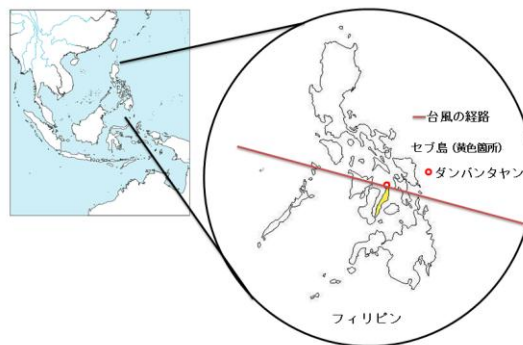 台風の経路
セブ島(黄色箇所)
ダンバンタヤン
フィリピン